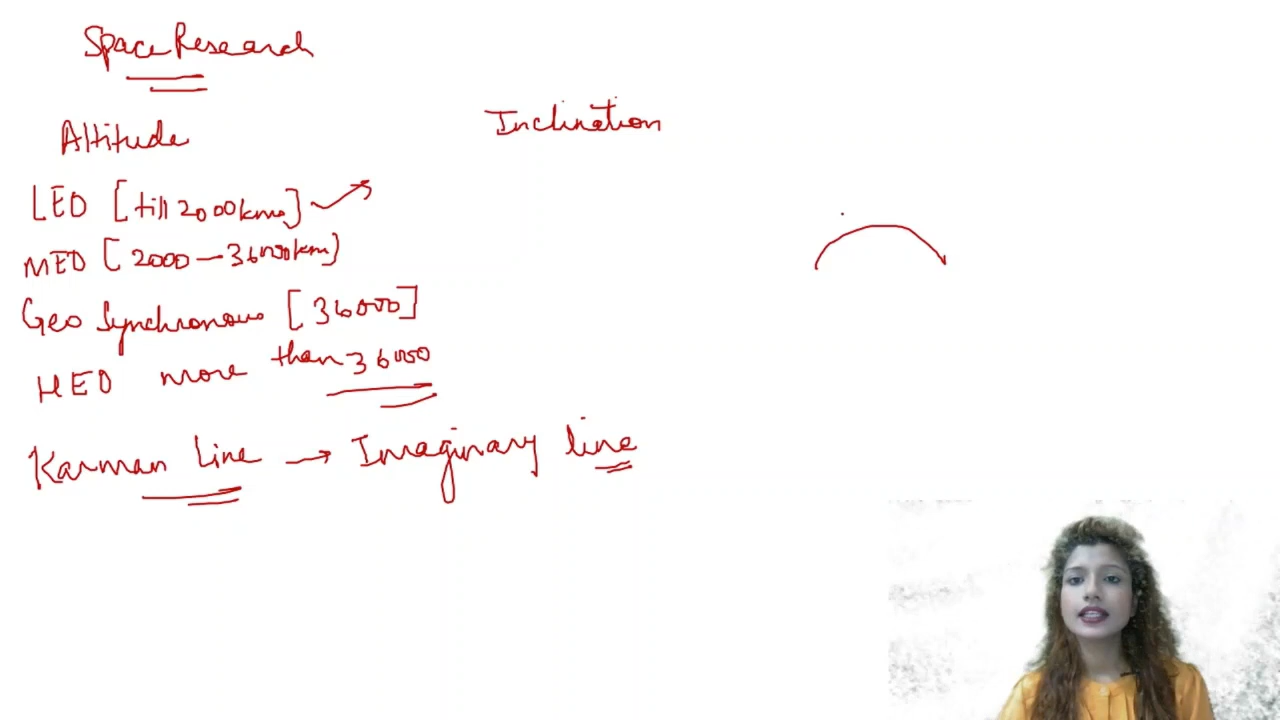 Space Research
Altitude
Inclination
LEO [till 2000kms]
MEO [2000 - 36000km]
Geo Synchronous [36000]
HEO more than 36000
Karman Line → Imaginary line